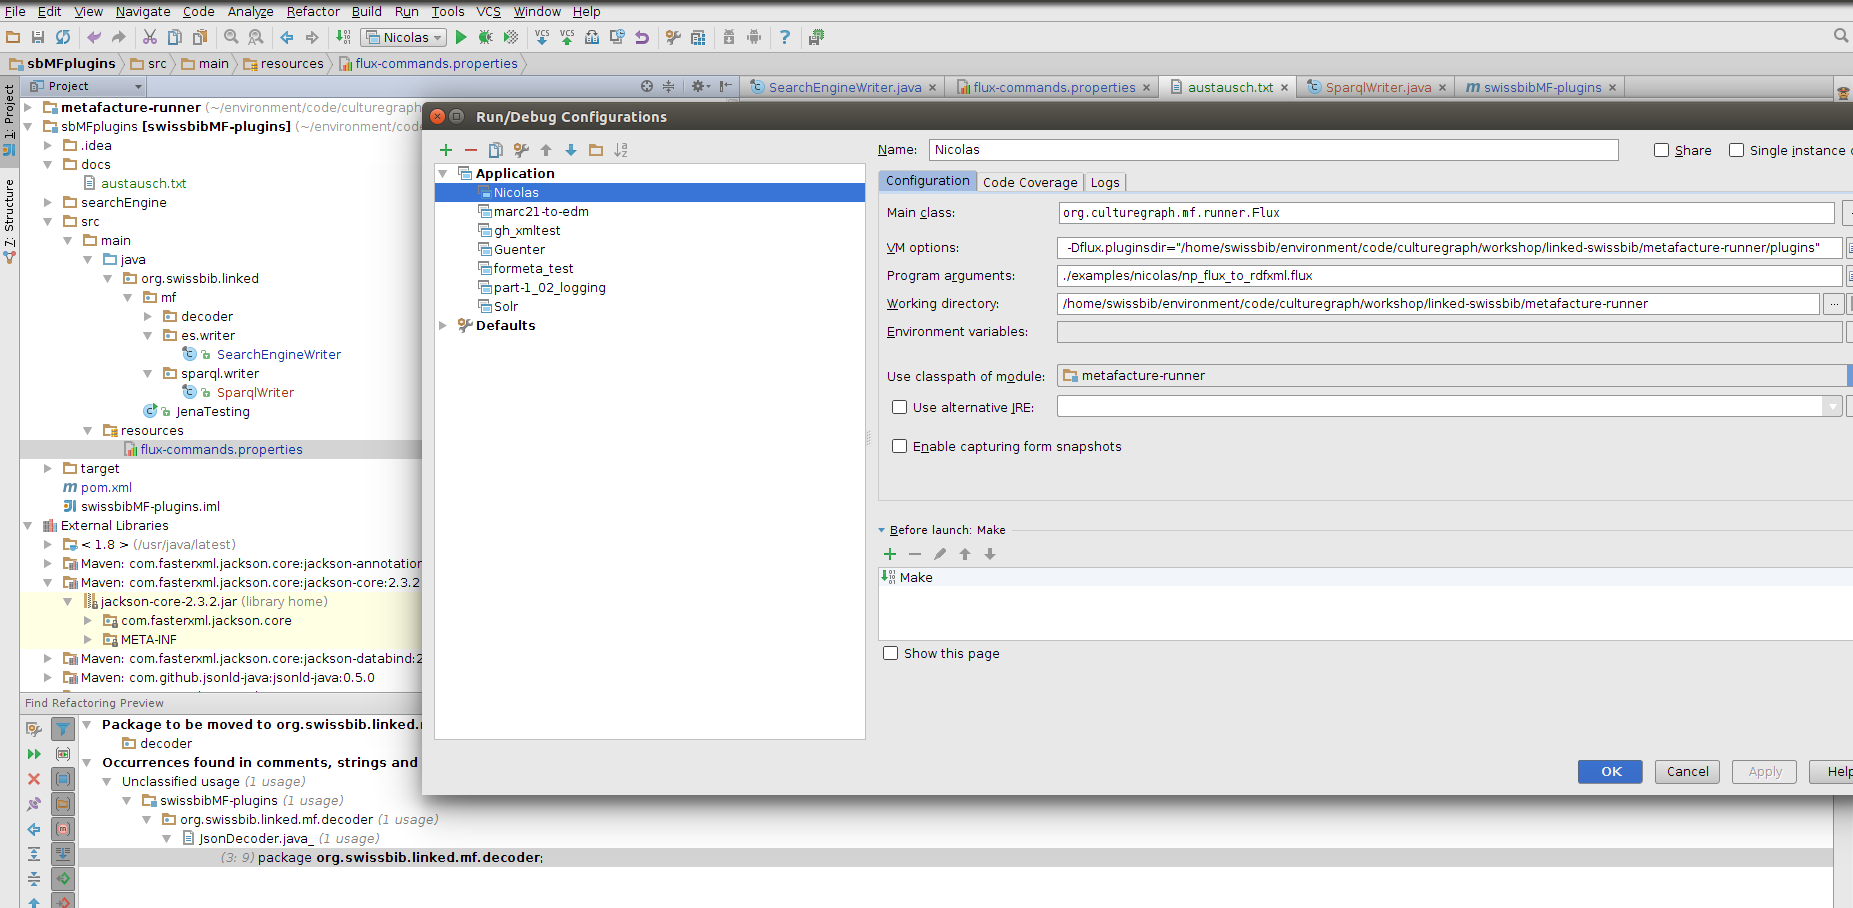 File Edit View Navigate Code Analyze Refactor Build Run Tools VCS Window Help
Nicolas
VCS VCS
sbMFplugins src main resources flux-commands.properties
Project
SearchEngineWriter.java flux-commands.properties austausch.txt SparqlWriter.java swissbibMF-plugins
1: Project
7: Structure
metafacture-runner (~/environment/code/culturegraph
sbMFplugins [swissbibMF-plugins] (~/environment/code
.idea
docs
austausch.txt
searchEngine
src
main
java
org.swissbib.linked
mf
decoder
es.writer
SearchEngineWriter
sparql.writer
SparqlWriter
JenaTesting
resources
flux-commands.properties
target
pom.xml
swissbibMF-plugins.iml
External Libraries
< 1.8 > (/usr/java/latest)
Maven: com.fasterxml.jackson.core:jackson-annotation
Maven: com.fasterxml.jackson.core:jackson-core:2.3.2
jackson-core-2.3.2.jar (library home)
com.fasterxml.jackson.core
META-INF
Maven: com.fasterxml.jackson.core:jackson-databind:2
Maven: com.github.jsonld-java:jsonld-java:0.5.0
Run/Debug Configurations
Application
Nicolas
marc21-to-edm
gh_xmltest
Guenter
formeta_test
part-1_02_logging
Solr
Defaults
Name: Nicolas Share Single instance o
Configuration Code Coverage Logs
Main class: org.culturegraph.mf.runner.Flux
VM options: -Dflux.pluginsdir="/home/swissbib/environment/code/culturegraph/workshop/linked-swissbib/metafacture-runner/plugins"
Program arguments: ./examples/nicolas/np_flux_to_rdfxml.flux
Working directory: /home/swissbib/environment/code/culturegraph/workshop/linked-swissbib/metafacture-runner ...
Environment variables:
Use classpath of module: metafacture-runner
Use alternative JRE:
Enable capturing form snapshots
Before launch: Make
Make
Show this page
OK Cancel Apply Help
Find Refactoring Preview
Package to be moved to org.swissbib.linked.
decoder
Occurrences found in comments, strings and
Unclassified usage (1 usage)
swissbibMF-plugins (1 usage)
org.swissbib.linked.mf.decoder (1 usage)
JsonDecoder.java_ (1 usage)
(3: 9) package org.swissbib.linked.mf.decoder;